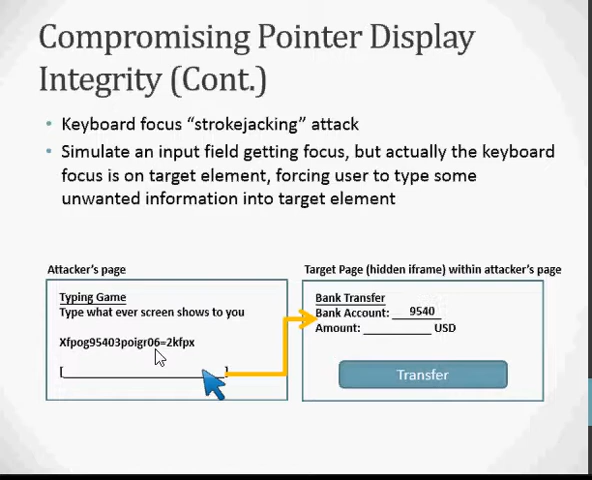 Compromising Pointer Display
Integrity (Cont.)
• Keyboard focus “strokejacking” attack
• Simulate an input field getting focus, but actually the keyboard
focus is on target element, forcing user to type some
unwanted information into target element
Attacker's page
Typing Game
Type what ever screen shows to you
Xfpog95403poigr06=2kfpx
[_________________________]
Target Page (hidden iframe) within attacker's page
Bank Transfer
Bank Account: __9540__
Amount: ___________ USD
Transfer